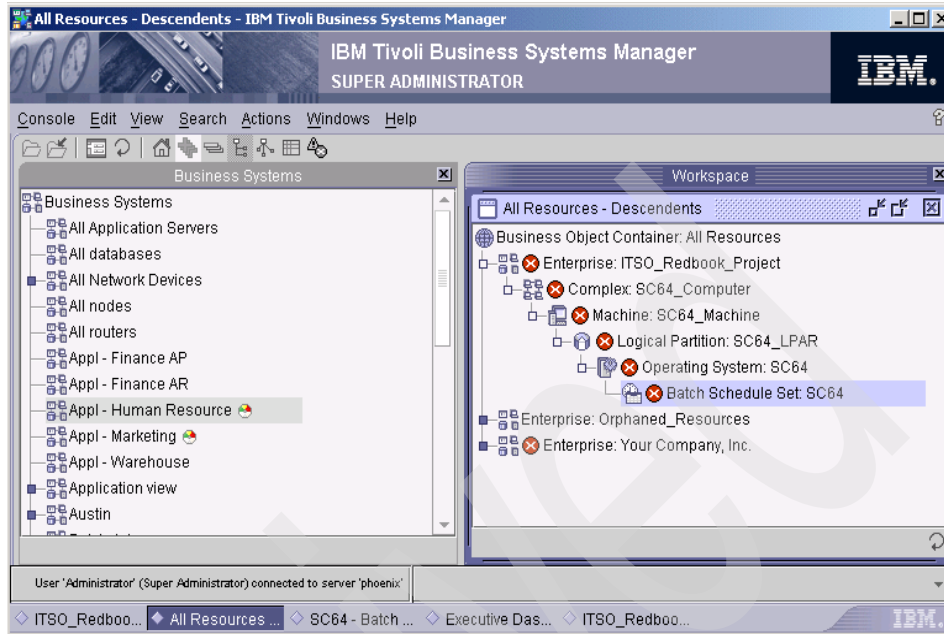 All Resources - Descendents - IBM Tivoli Business Systems Manager
IBM Tivoli Business Systems Manager
SUPER ADMINISTRATOR
IBM.
Console Edit View Search Actions Windows Help
Business Systems
Business Systems
All Application Servers
All databases
All Network Devices
All nodes
All routers
Appl - Finance AP
Appl - Finance AR
Appl - Human Resource
Appl - Marketing
Appl - Warehouse
Application view
Austin
Workspace
All Resources - Descendents
Business Object Container: All Resources
Enterprise: ITSO_Redbook_Project
Complex: SC64_Computer
Machine: SC64_Machine
Logical Partition: SC64_LPAR
Operating System: SC64
Batch Schedule Set: SC64
Enterprise: Orphaned_Resources
Enterprise: Your Company, Inc.
User 'Administrator' (Super Administrator) connected to server 'phoenix'
ITSO_Redboo... All Resources ... SC64 - Batch ... Executive Das... ITSO_Redboo...
IBM.